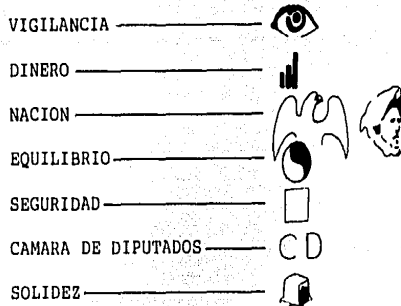 VIGILANCIA
DINERO
NACION
EQUILIBRIO
SEGURIDAD
CAMARA DE DIPUTADOS CD
SOLIDEZ